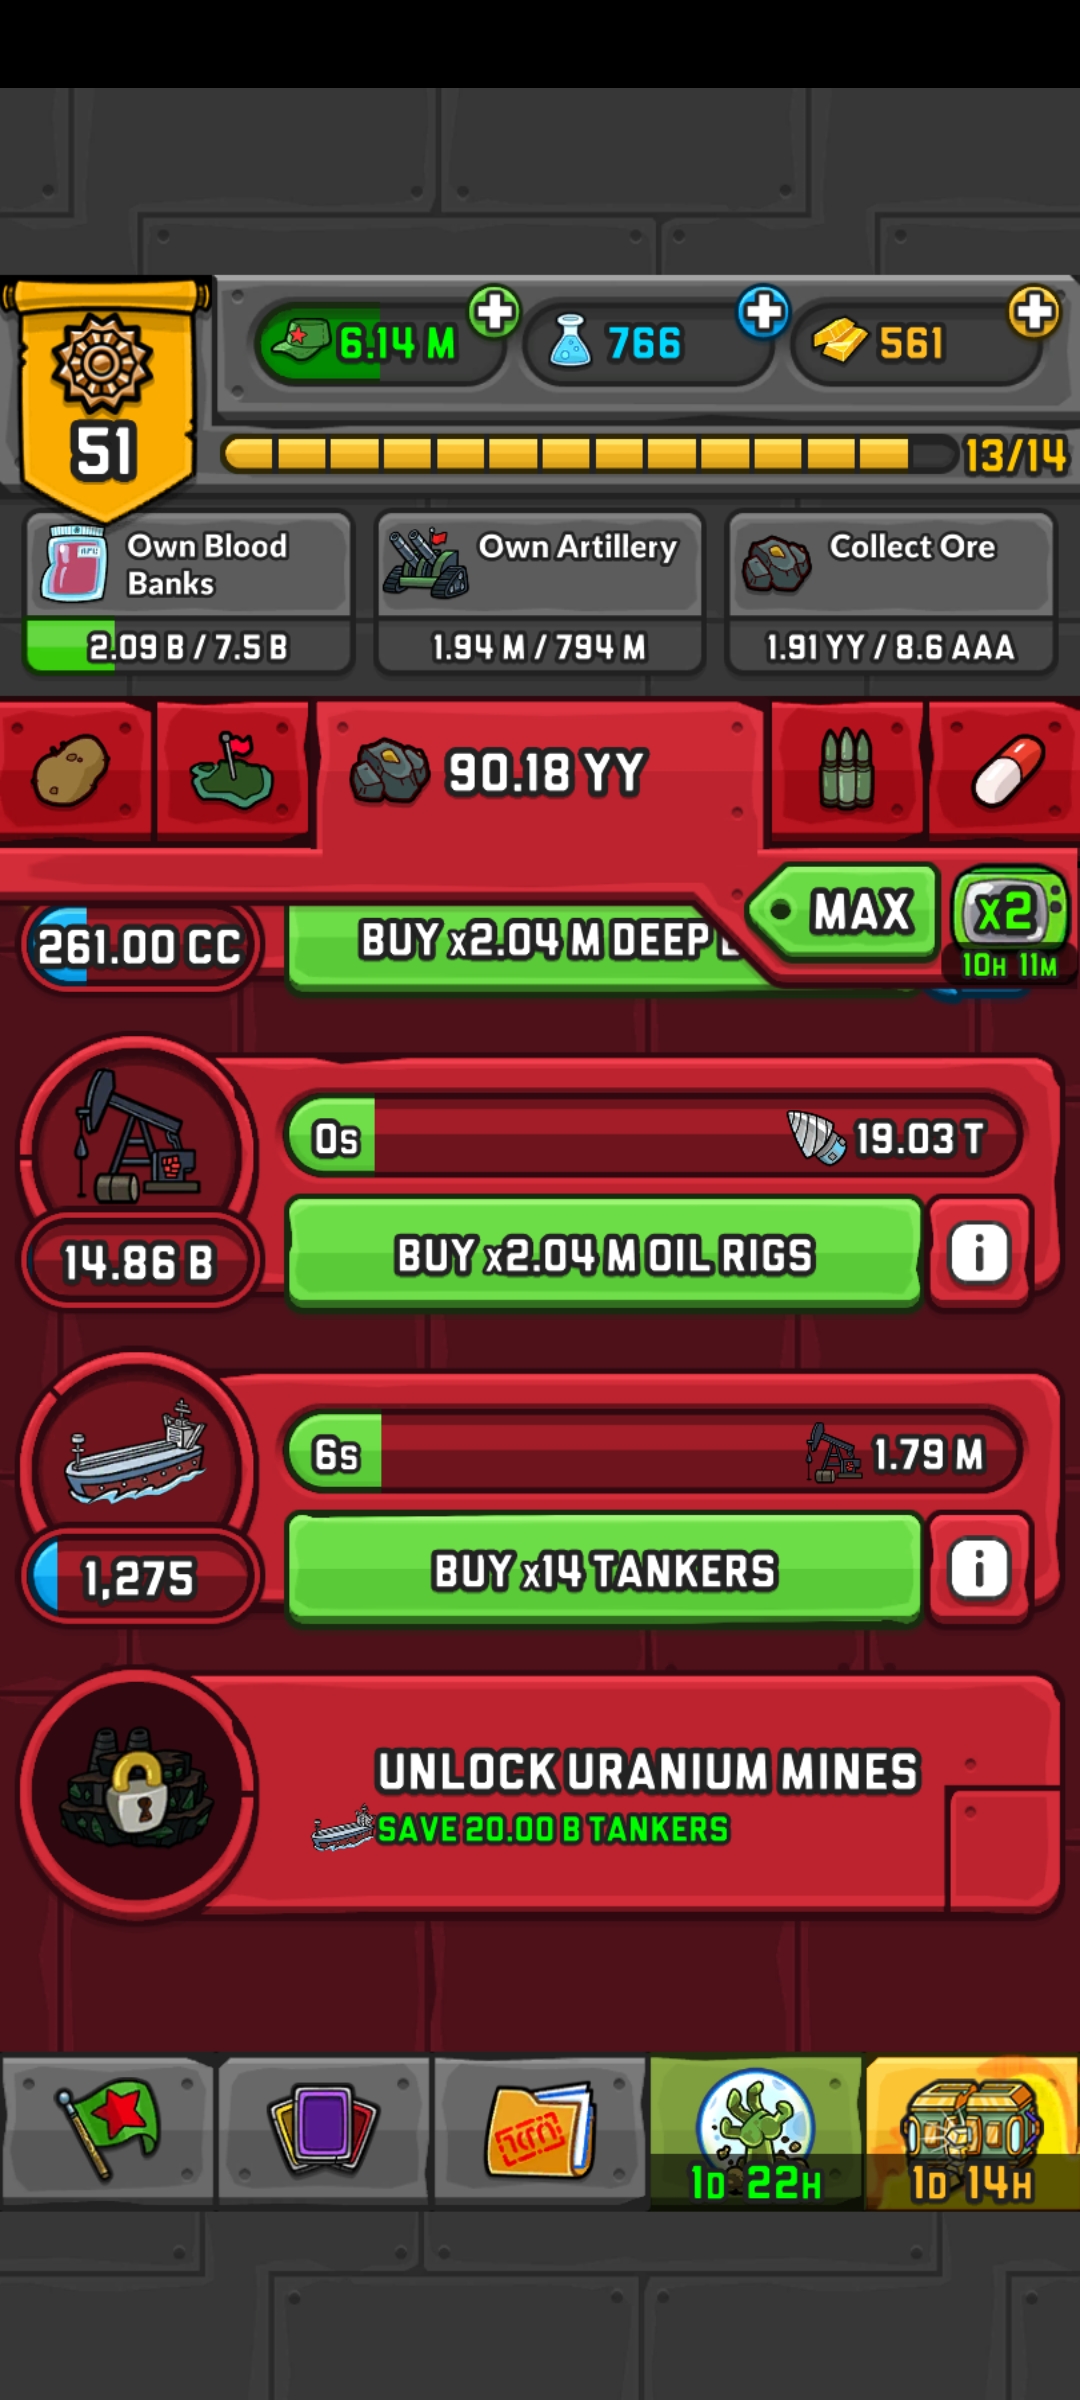 6.14 M
766
561
51
13/14
Own Blood
Banks
2.09 B / 7.5 B
Own Artillery
1.94 M / 794 M
Collect Ore
1.91 YY / 8.6 AAA
90.18 YY
MAX
x2
10H 11M
261.00 CC
BUY x2.04 M DEEP
0s
19.03 T
14.86 B
BUY x2.04 M OIL RIGS
i
6s
1.79 M
1,275
BUY x14 TANKERS
i
UNLOCK URANIUM MINES
SAVE 20.00 B TANKERS
1D 22H
1D 14H